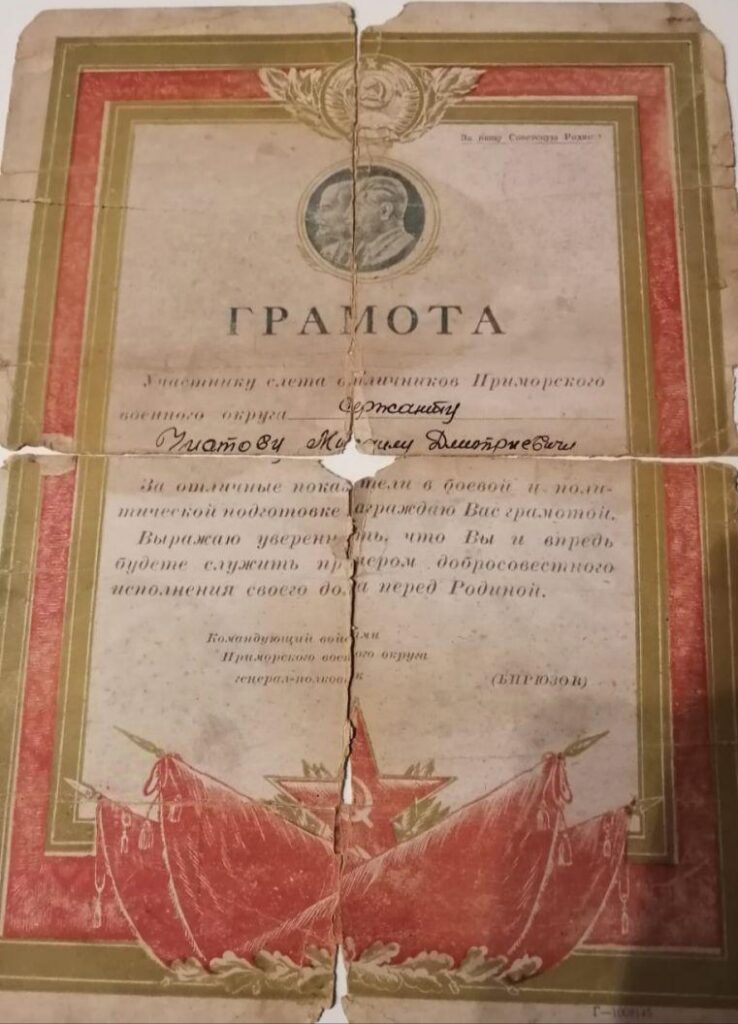 За нашу Советскую Родину!
ГРАМОТА
Участнику слета отличников Приморского
военного округа сержанту
Михаилу Дмитриевичу
За отличные показатели в боевой и поли-
тической подготовке награждаю Вас грамотой.
Выражаю уверенность, что Вы и впредь
будете служить примером добросовестного
исполнения своего долга перед Родиной.
Командующий войсками
Приморского военного округа
генерал-полковник (БИРЮЗОВ)